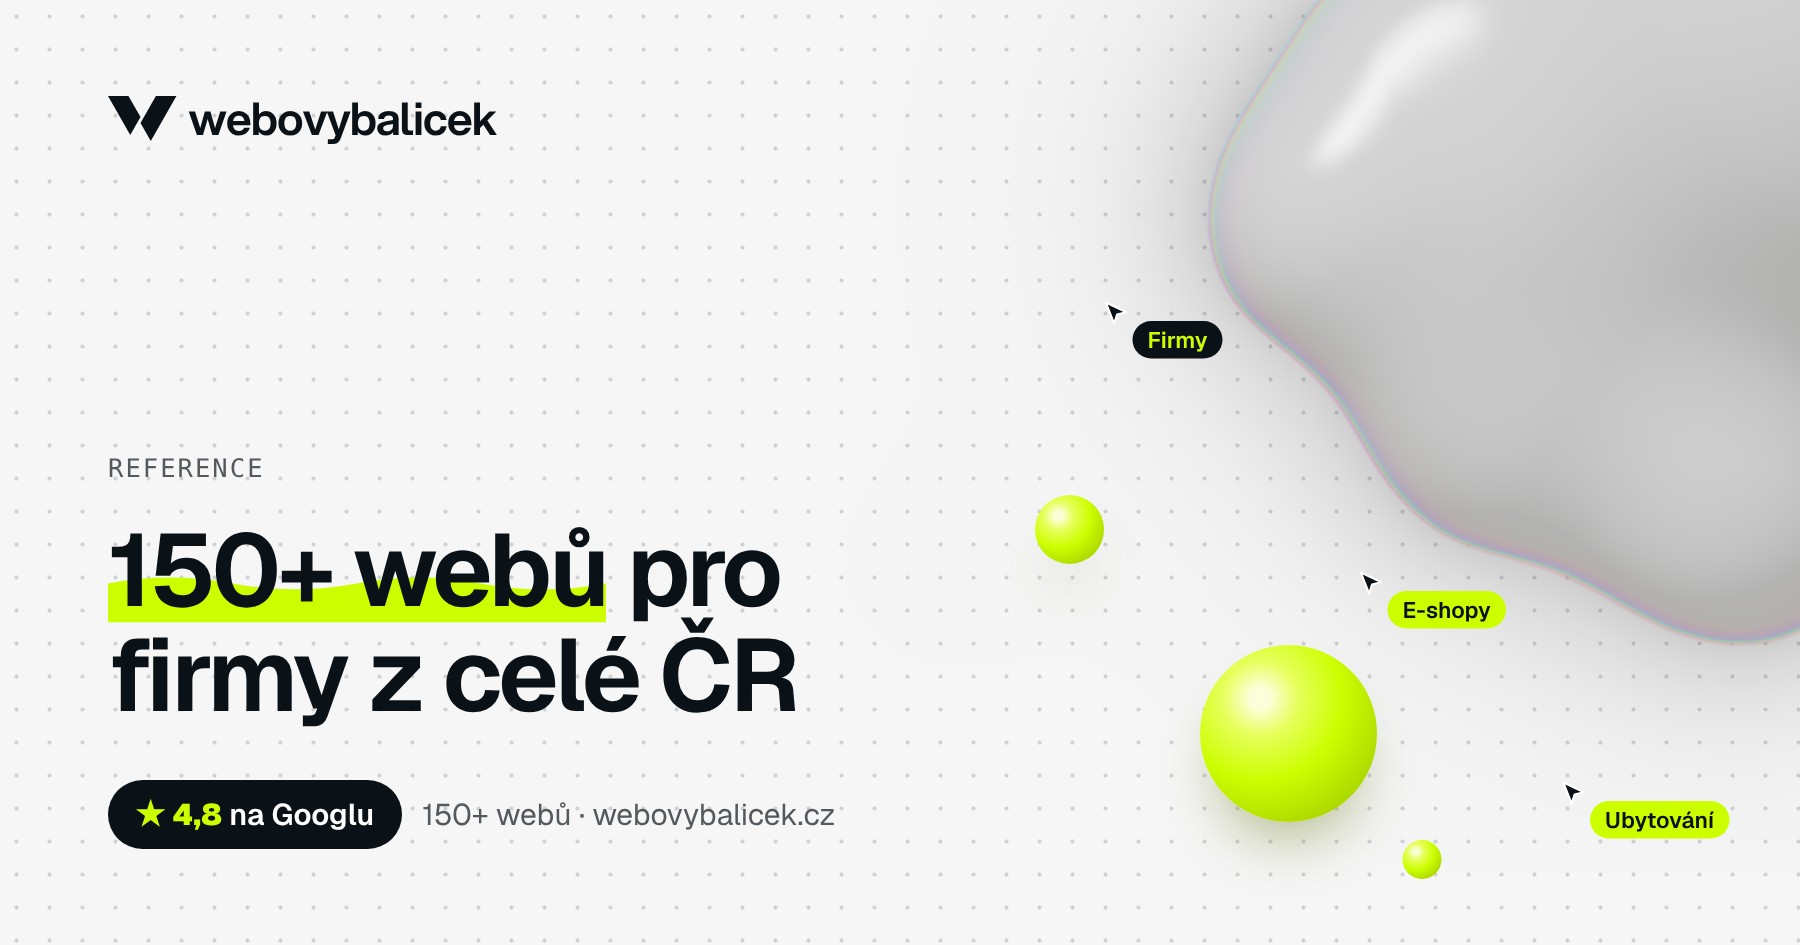 webovybalicek
Firmy
REFERENCE
150+ webů pro
firmy z celé ČR
E-shopy
★ 4,8 na Googlu
150+ webů · webovybalicek.cz
Ubytování